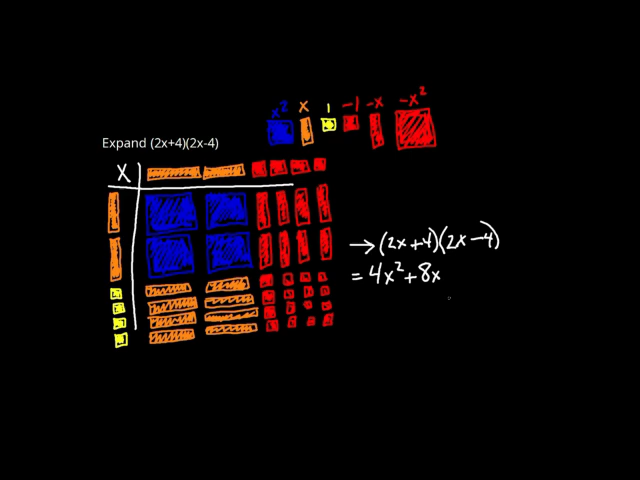 x² x 1 -1 -x -x²
Expand (2x+4)(2x-4)
X
→(2x+4)(2x-4)
= 4x²+8x